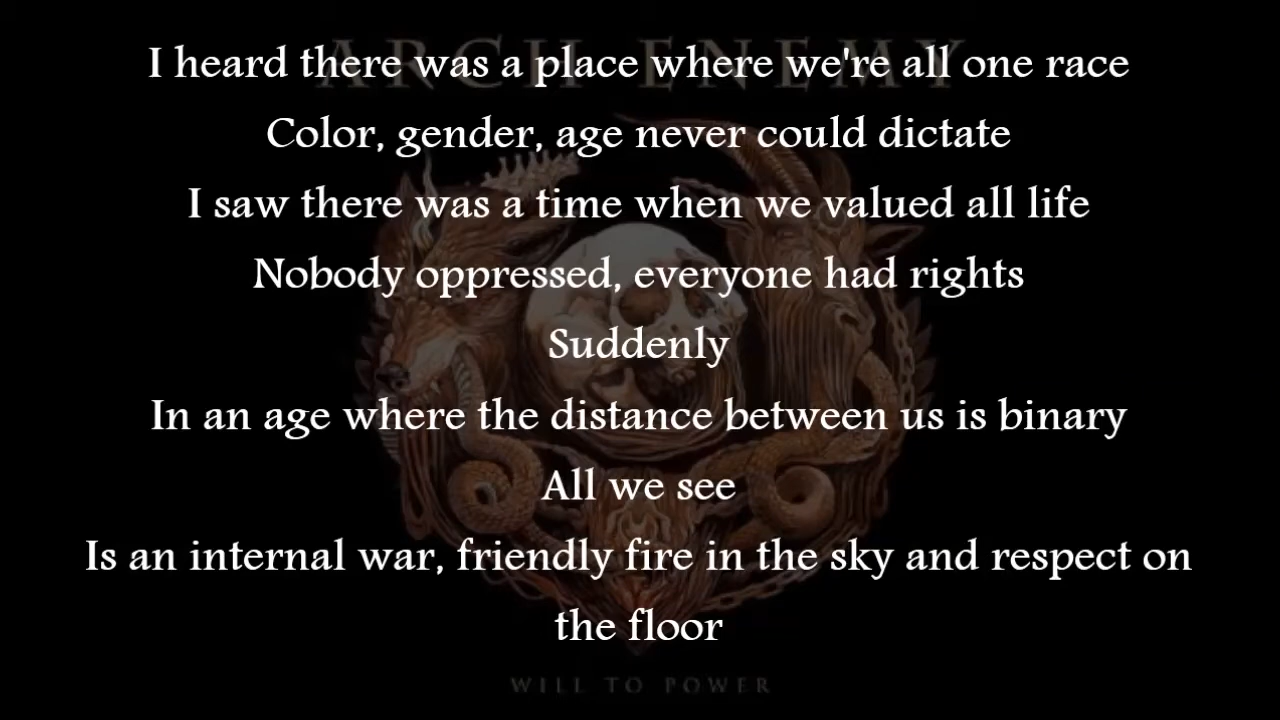 ARCH ENEMY
I heard there was a place where we're all one race
Color, gender, age never could dictate
I saw there was a time when we valued all life
Nobody oppressed, everyone had rights
Suddenly
In an age where the distance between us is binary
All we see
Is an internal war, friendly fire in the sky and respect on
the floor
WILL TO POWER